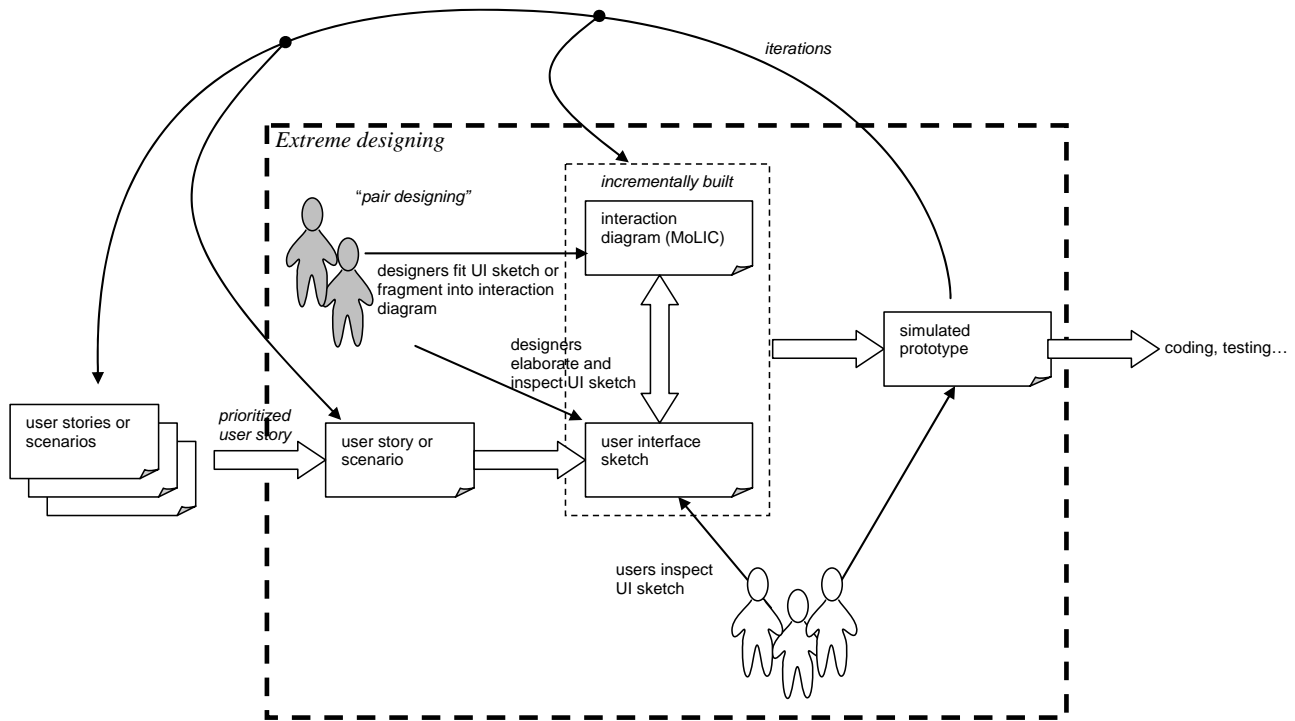 iterations
Extreme designing
“pair designing”
incrementally built
interaction
diagram (MoLIC)
designers fit UI sketch or
fragment into interaction
diagram
simulated
prototype
coding, testing…
designers
elaborate and
inspect UI sketch
user stories or
scenarios
prioritized
user story
user story or
scenario
user interface
sketch
users inspect
UI sketch